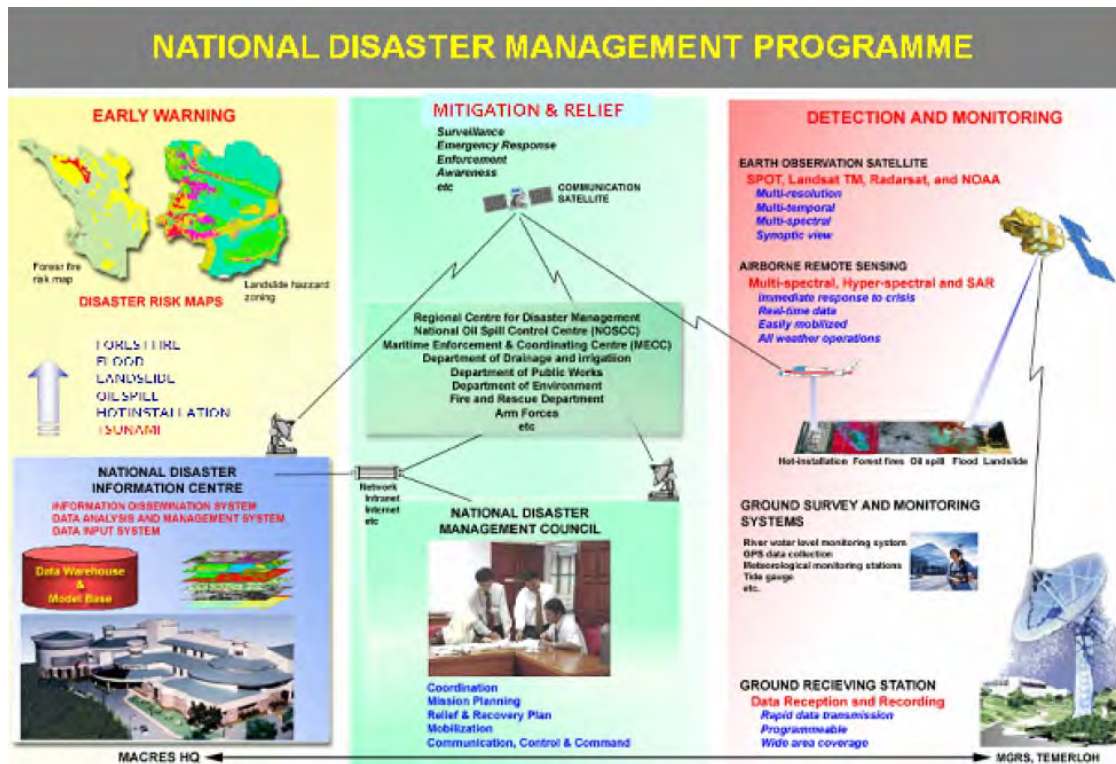 NATIONAL DISASTER MANAGEMENT PROGRAMME
EARLY WARNING
Forest fire
risk map
Landslide hazzard
zoning
DISASTER RISK MAPS
FOREST FIRE
FLOOD
LANDSLIDE
OIL SPILL
HOT INSTALLATION
TSUNAMI
NATIONAL DISASTER
INFORMATION CENTRE
INFORMATION DISSEMINATION SYSTEM
DATA ANALYSIS AND MANAGEMENT SYSTEM
DATA INPUT SYSTEM
Data Warehouse
&
Model Base
MACRES HQ
MITIGATION & RELIEF
Surveillance
Emergency Response
Enforcement
Awareness
etc
COMMUNICATION
SATELLITE
Regional Centre for Disaster Management
National Oil Spill Control Centre (NOSCC)
Maritime Enforcement & Coordinating Centre (MECC)
Department of Drainage and irrigation
Department of Public Works
Department of Environment
Fire and Rescue Department
Arm Forces
etc
Network
Intranet
Internet
etc
NATIONAL DISASTER
MANAGEMENT COUNCIL
Coordination
Mission Planning
Relief & Recovery Plan
Mobilization
Communication, Control & Command
DETECTION AND MONITORING
EARTH OBSERVATION SATELLITE
SPOT, Landsat TM, Radarsat, and NOAA
Multi-resolution
Multi-temporal
Multi-spectral
Synoptic view
AIRBORNE REMOTE SENSING
Multi-spectral, Hyper-spectral and SAR
Immediate response to crisis
Real-time data
Easily mobilized
All weather operations
Hot-installation Forest fires Oil spill Flood Landslide
GROUND SURVEY AND MONITORING
SYSTEMS
River water level monitoring system
GPS data collection
Meteorological monitoring stations
Tide gauge
etc.
GROUND RECIEVING STATION
Data Reception and Recording
Rapid data transmission
Programmeable
Wide area coverage
MGRS, TEMERLOH